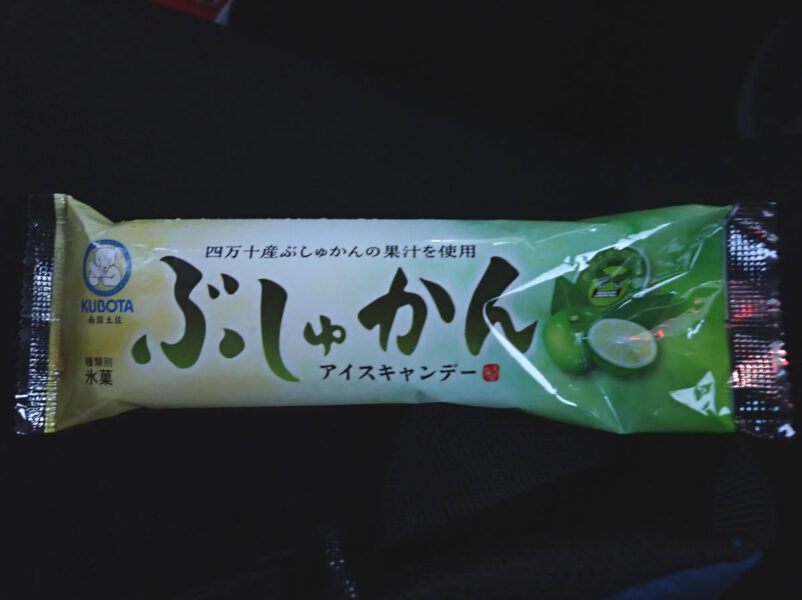 四万十産ぶしゅかんの果汁を使用
KUBOTA
南国土佐
ぶしゅかん
アイスキャンデー
種類別
氷菓